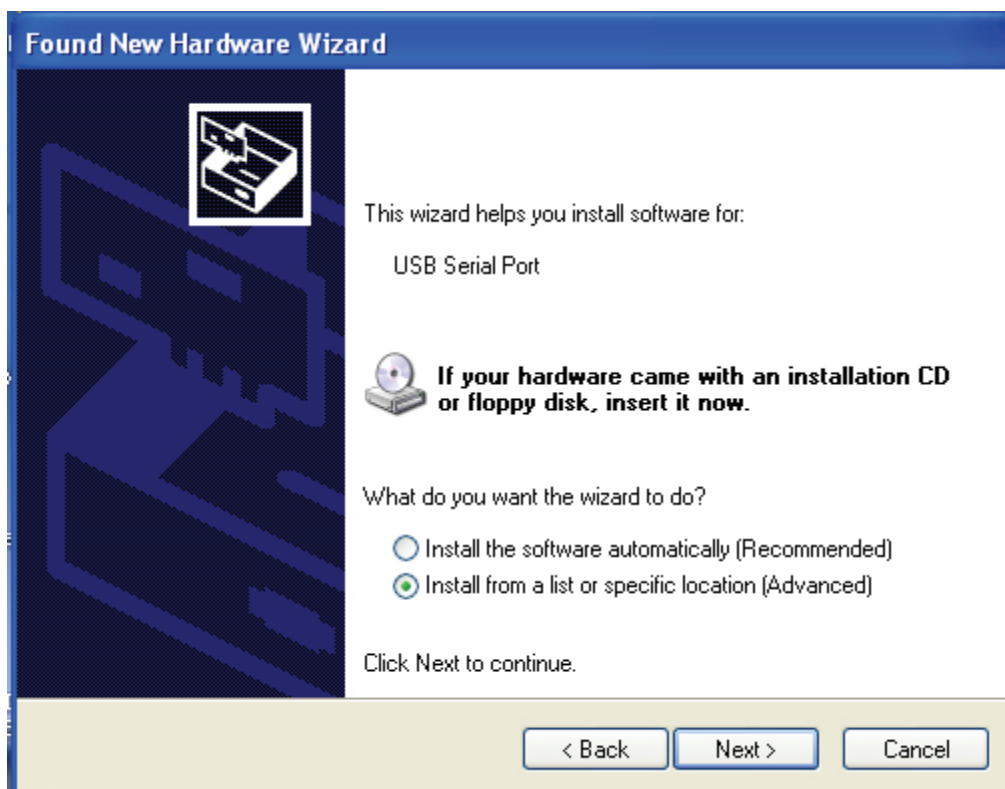 Found New Hardware Wizard
This wizard helps you install software for:
USB Serial Port
If your hardware came with an installation CD
or floppy disk, insert it now.
What do you want the wizard to do?
Install the software automatically (Recommended)
Install from a list or specific location (Advanced)
Click Next to continue.
< Back
Next >
Cancel